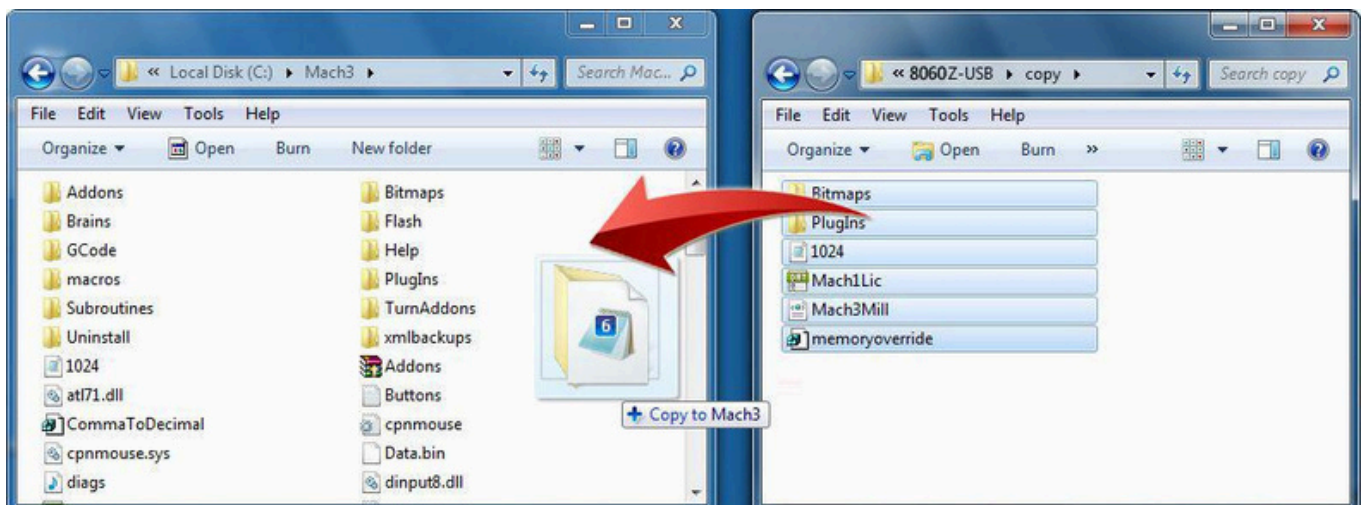 « Local Disk (C:) ▸ Mach3 ▸
Search Mac...
File Edit View Tools Help
Organize Open Burn New folder
Addons
Brains
GCode
macros
Subroutines
Uninstall
1024
atl71.dll
CommaToDecimal
cpnmouse.sys
diags
Bitmaps
Flash
Help
PlugIns
TurnAddons
xmlbackups
Addons
Buttons
cpnmouse
Data.bin
dinput8.dll
6
Copy to Mach3
« 8060Z-USB ▸ copy ▸
Search copy
File Edit View Tools Help
Organize Open Burn »
Bitmaps
PlugIns
1024
Mach1Lic
Mach3Mill
memoryoverride